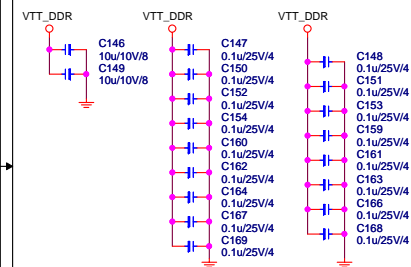 VTT_DDR
C146
10u/10V/8
C149
10u/10V/8
VTT_DDR
C147
0.1u/25V/4
C150
0.1u/25V/4
C152
0.1u/25V/4
C154
0.1u/25V/4
C160
0.1u/25V/4
C162
0.1u/25V/4
C164
0.1u/25V/4
C167
0.1u/25V/4
C169
0.1u/25V/4
VTT_DDR
C148
0.1u/25V/4
C151
0.1u/25V/4
C153
0.1u/25V/4
C159
0.1u/25V/4
C161
0.1u/25V/4
C163
0.1u/25V/4
C166
0.1u/25V/4
C168
0.1u/25V/4